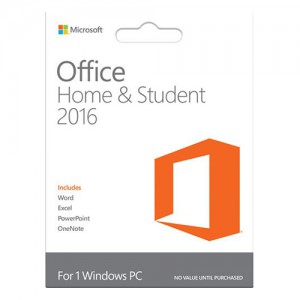 Microsoft
Office
Home & Student
2016
Includes
Word
Excel
PowerPoint
OneNote
For 1 Windows PC
NO VALUE UNTIL PURCHASED